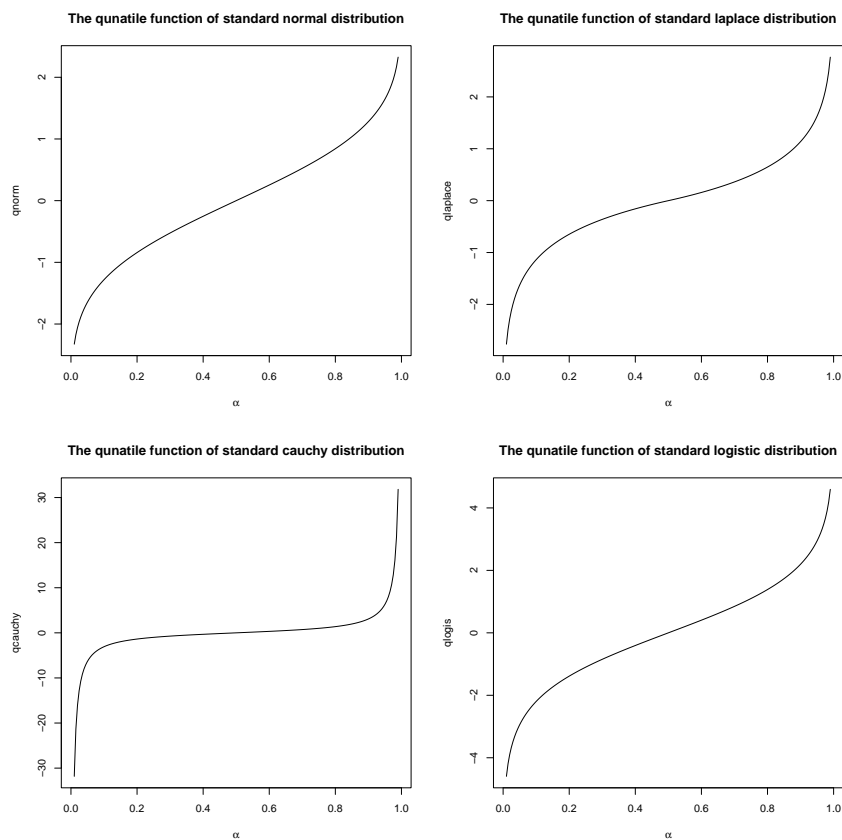 The qunatile function of standard normal distribution
qnorm
2
1
0
−1
−2
0.0 0.2 0.4 0.6 0.8 1.0
α
The qunatile function of standard laplace distribution
qlaplace
2
1
0
−1
−2
0.0 0.2 0.4 0.6 0.8 1.0
α
The qunatile function of standard cauchy distribution
qcauchy
30
20
10
0
−10
−20
−30
0.0 0.2 0.4 0.6 0.8 1.0
α
The qunatile function of standard logistic distribution
qlogis
4
2
0
−2
−4
0.0 0.2 0.4 0.6 0.8 1.0
α